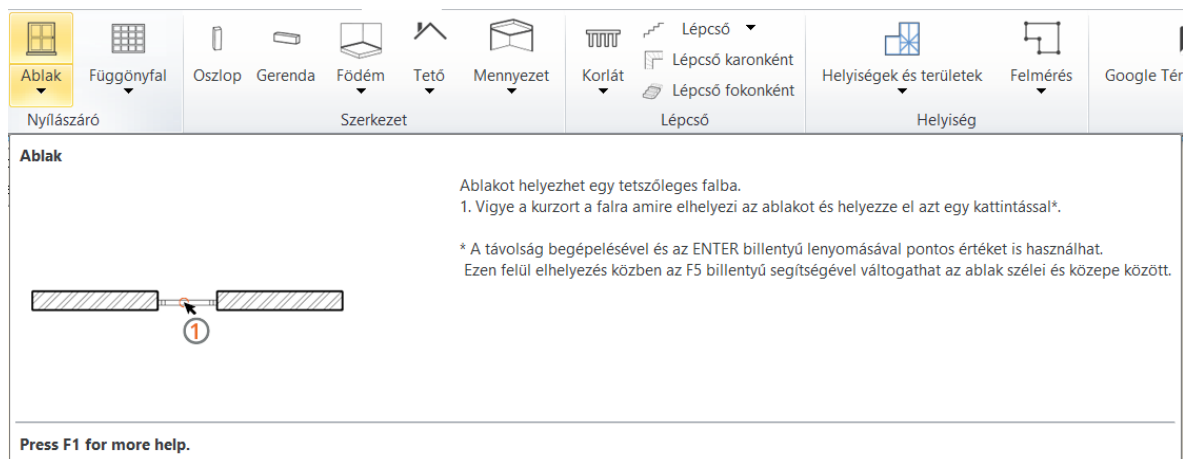 Ablak
Függönyfal
Nyílászáró
Oszlop
Gerenda
Födém
Tető
Mennyezet
Szerkezet
Korlát
Lépcső
Lépcső karonként
Lépcső fokonként
Lépcső
Helyiségek és területek
Felmérés
Helyiség
Google Tér
Ablak
Ablakot helyezhet egy tetszőleges falba.
1. Vigye a kurzort a falra amire elhelyezi az ablakot és helyezze el azt egy kattintással*.
* A távolság begépelésével és az ENTER billentyű lenyomásával pontos értéket is használhat.
Ezen felül elhelyezés közben az F5 billentyű segítségével váltogathat az ablak szélei és közepe között.
1
Press F1 for more help.